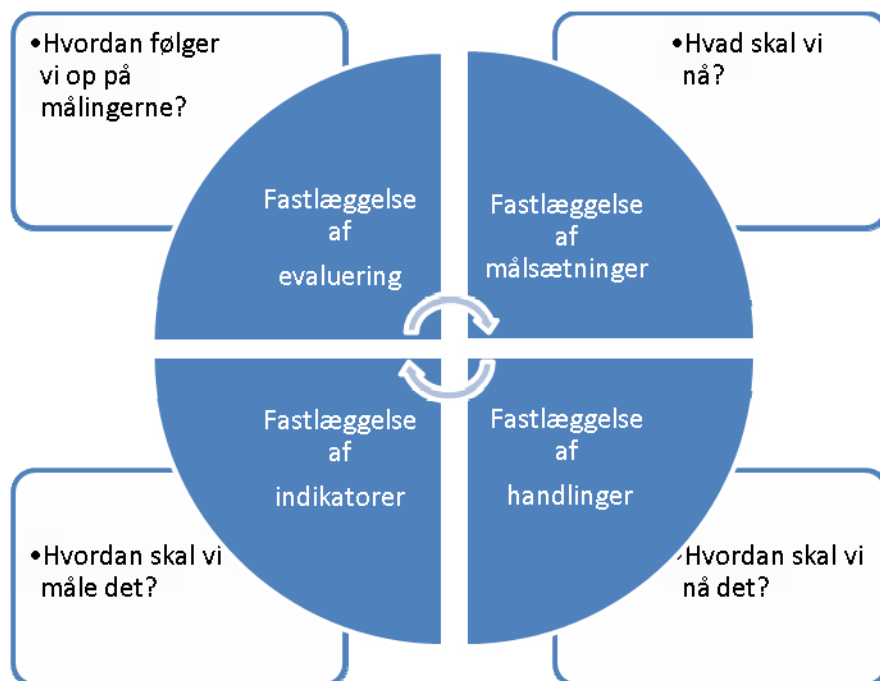 •Hvordan følger
vi op på
målingerne?
•Hvad skal vi
nå?
Fastlæggelse
af
evaluering
Fastlæggelse
af
målsætninger
Fastlæggelse
af
indikatorer
Fastlæggelse
af
handlinger
•Hvordan skal vi
måle det?
•Hvordan skal vi
nå det?